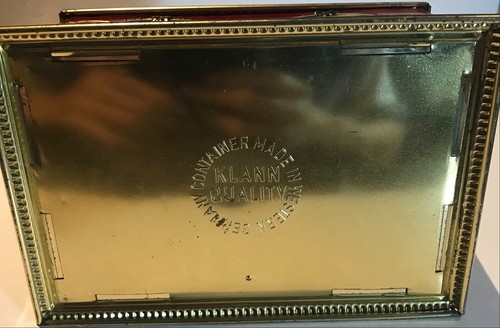 CONTAINER MADE IN WESTERN GERMANY
KLANN
QUALITY